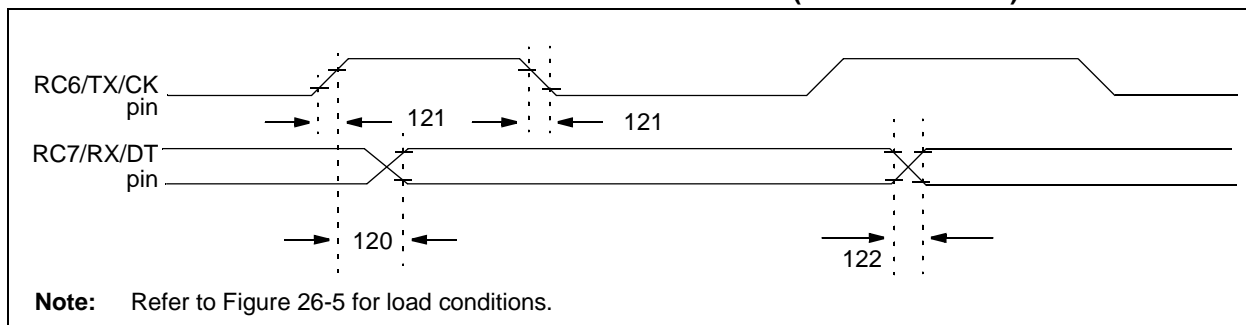 RC6/TX/CK
pin
121
121
RC7/RX/DT
pin
120
122
Note: Refer to Figure 26-5 for load conditions.